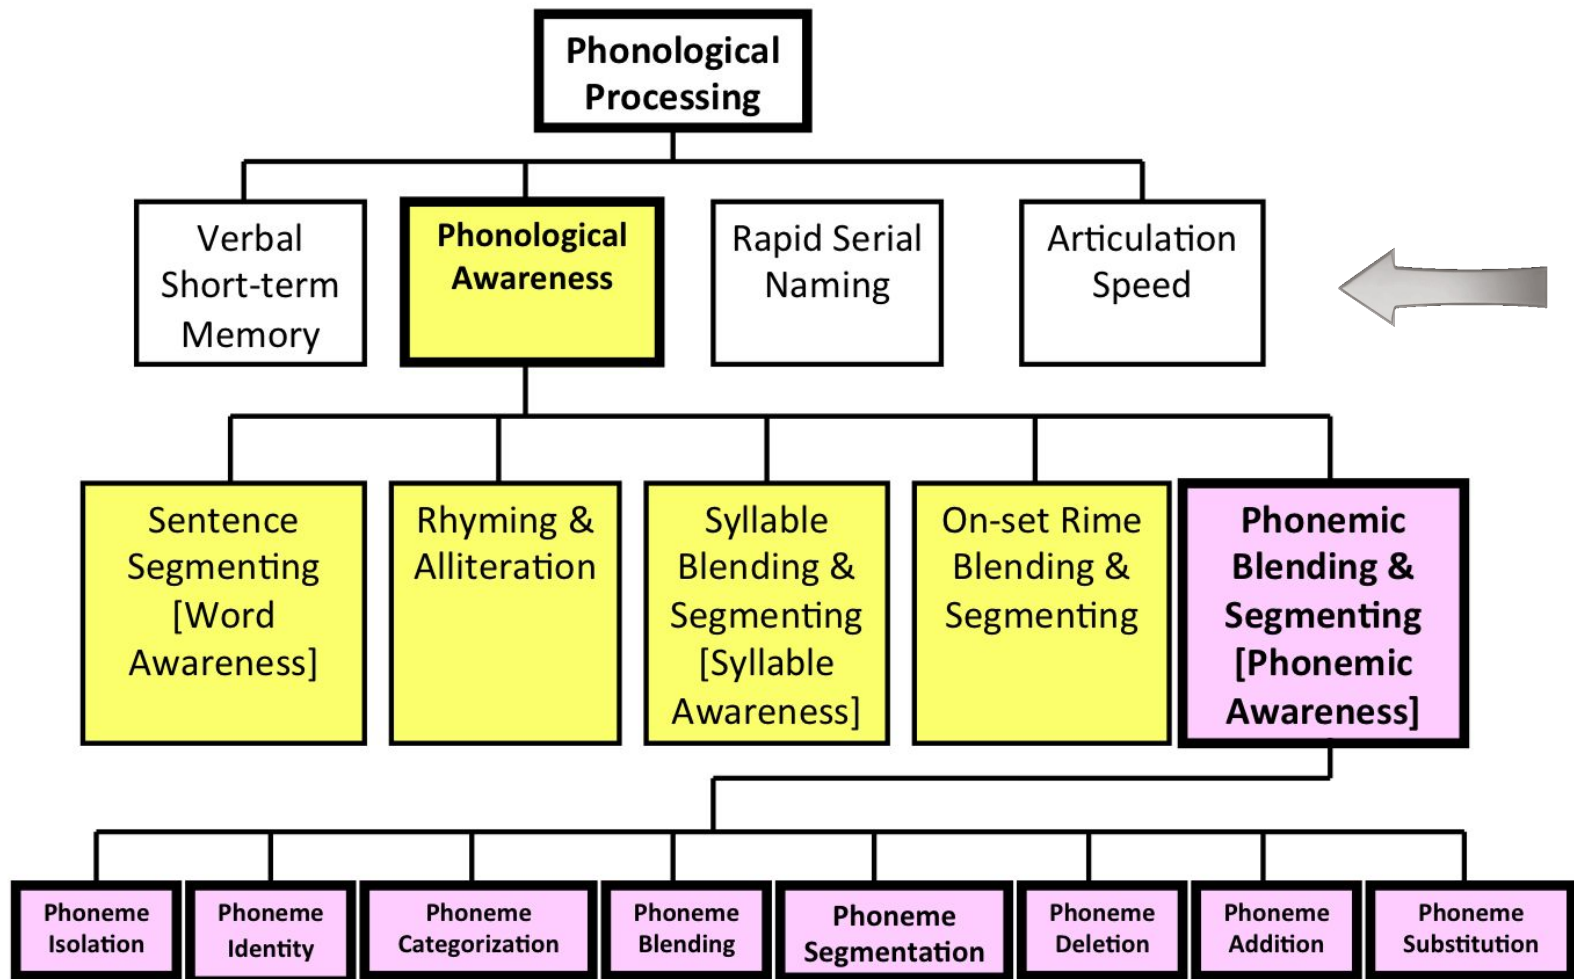 Phonological
Processing
Verbal
Short-term
Memory
Phonological
Awareness
Rapid Serial
Naming
Articulation
Speed
Sentence
Segmenting
[Word
Awareness]
Rhyming &
Alliteration
Syllable
Blending &
Segmenting
[Syllable
Awareness]
On-set Rime
Blending &
Segmenting
Phonemic
Blending &
Segmenting
[Phonemic
Awareness]
Phoneme
Isolation
Phoneme
Identity
Phoneme
Categorization
Phoneme
Blending
Phoneme
Segmentation
Phoneme
Deletion
Phoneme
Addition
Phoneme
Substitution